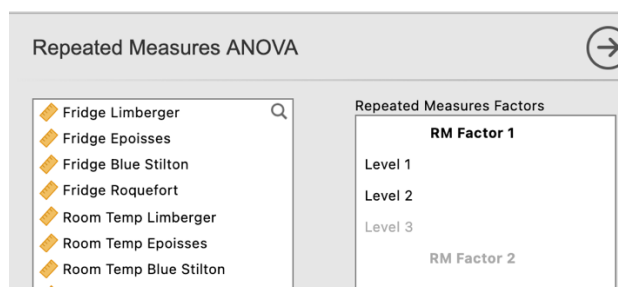 Repeated Measures ANOVA
Fridge Limberger
Fridge Epoisses
Fridge Blue Stilton
Fridge Roquefort
Room Temp Limberger
Room Temp Epoisses
Room Temp Blue Stilton
Repeated Measures Factors
RM Factor 1
Level 1
Level 2
Level 3
RM Factor 2